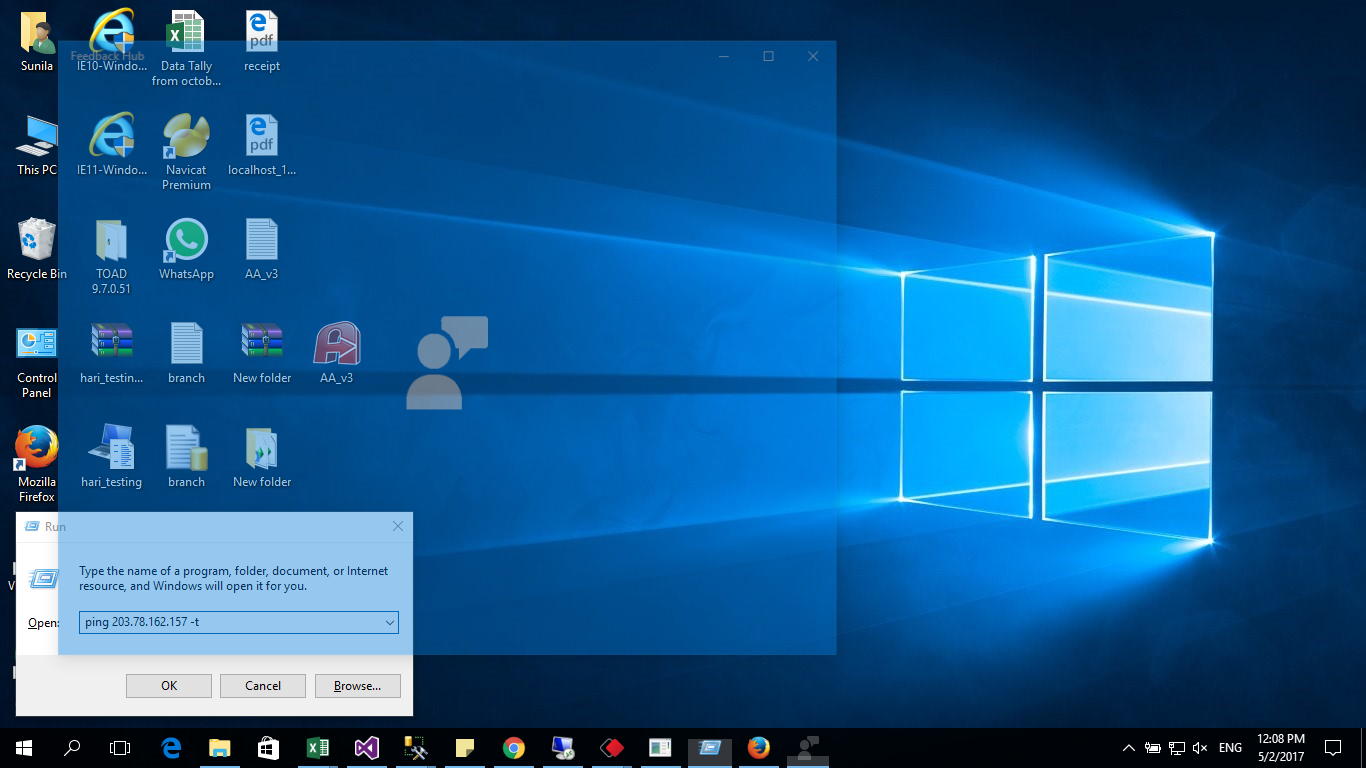 Sunila
IE10-Windo...
Data Tally
from octob...
receipt
Feedback Hub
This PC
IE11-Windo...
Navicat
Premium
localhost_1...
Recycle Bin
TOAD
9.7.0.51
WhatsApp
AA_v3
Control
Panel
hari_testin...
branch
New folder
AA_v3
Mozilla
Firefox
hari_testing
branch
New folder
Run
Type the name of a program, folder, document, or Internet
resource, and Windows will open it for you.
Open:
ping 203.78.162.157 -t
OK
Cancel
Browse...
ENG
12:08 PM
5/2/2017
pdf
pdf